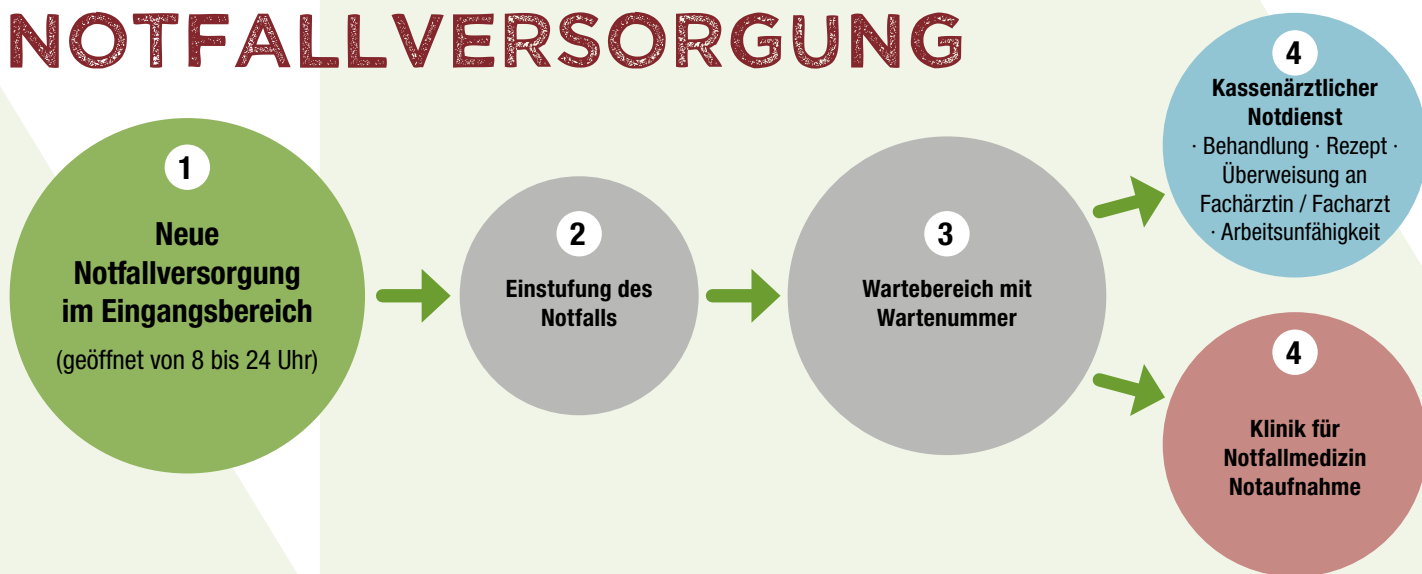 NOTFALLVERSORGUNG
1
Neue
Notfallversorgung
im Eingangsbereich
(geöffnet von 8 bis 24 Uhr)
2
Einstufung des
Notfalls
3
Wartebereich mit
Wartenummer
4
Kassenärztlicher
Notdienst
· Behandlung · Rezept ·
Überweisung an
Fachärztin / Facharzt
· Arbeitsunfähigkeit
4
Klinik für
Notfallmedizin
Notaufnahme